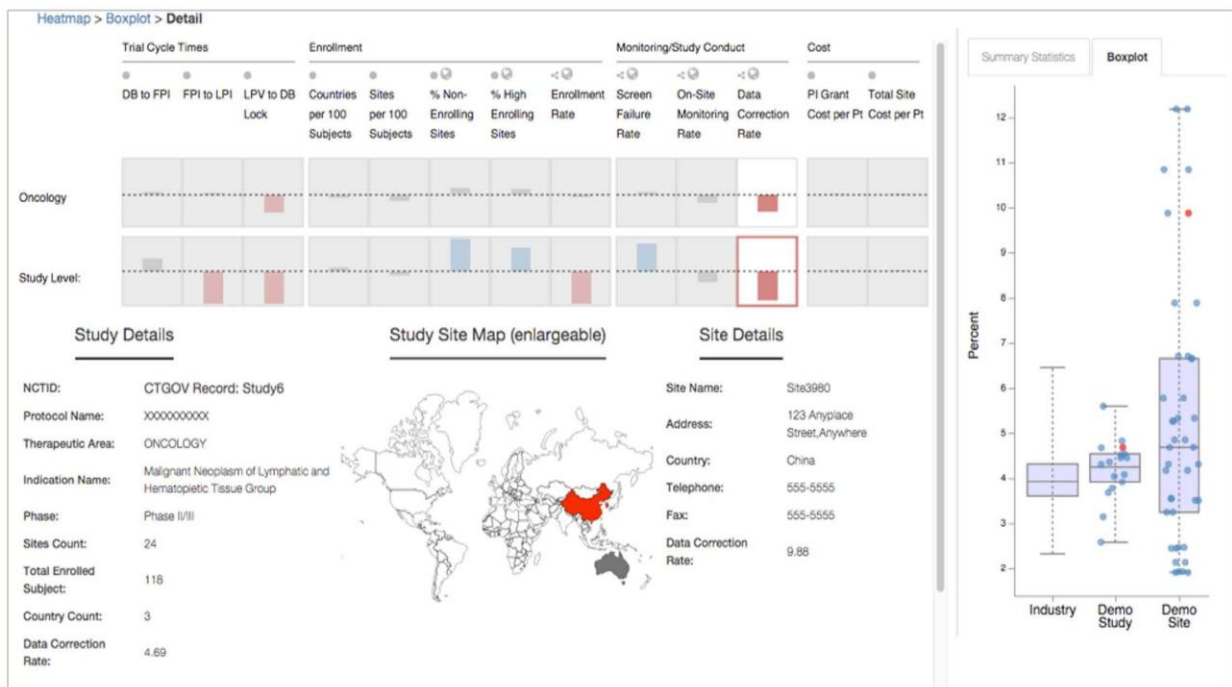 Heatmap > Boxplot > Detail
Trial Cycle Times
Enrollment
Monitoring/Study Conduct
Cost
DB to FPI
FPI to LPI
LPV to DB
Lock
Countries
per 100
Subjects
Sites
per 100
Subjects
% Non-
Enrolling
Sites
% High
Enrolling
Sites
Enrollment
Rate
Screen
Failure
Rate
On-Site
Monitoring
Rate
Data
Correction
Rate
PI Grant
Cost per Pt
Total Site
Cost per Pt
Oncology
Study Level:
Study Details
NCTID: CTGOV Record: Study6
Protocol Name: XXXXXXXXXX
Therapeutic Area: ONCOLOGY
Indication Name: Malignant Neoplasm of Lymphatic and
Hematopietic Tissue Group
Phase: Phase II/III
Sites Count: 24
Total Enrolled
Subject: 118
Country Count: 3
Data Correction
Rate: 4.69
Study Site Map (enlargeable)
Site Details
Site Name: Site3980
Address: 123 Anyplace
Street,Anywhere
Country: China
Telephone: 555-5555
Fax: 555-5555
Data Correction
Rate: 9.88
Summary Statistics
Boxplot
Percent
12
11
10
9
8
7
6
5
4
3
2
Industry
Demo
Study
Demo
Site